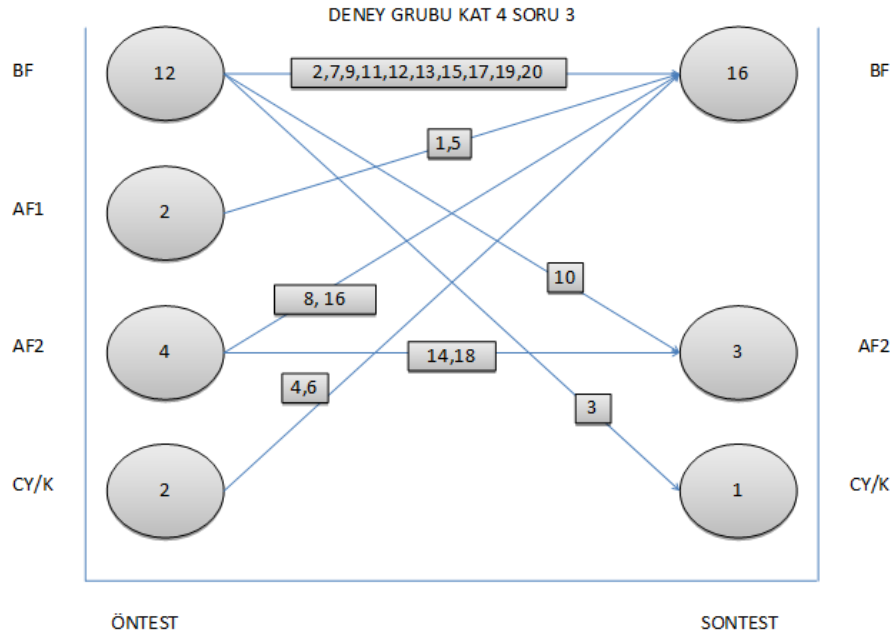 DENEY GRUBU KAT 4 SORU 3
BF 12 2,7,9,11,12,13,15,17,19,20 16 BF
1,5
AF1 2
10
8, 16
AF2 4 14,18 3 AF2
4,6
3
CY/K 2 1 CY/K
ÖNTEST SONTEST